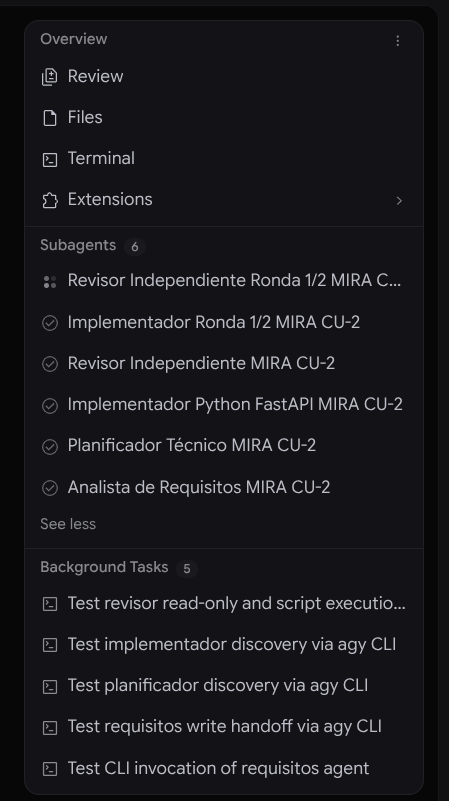 Overview
Review
Files
Terminal
Extensions
Subagents 6
Revisor Independiente Ronda 1/2 MIRA C...
Implementador Ronda 1/2 MIRA CU-2
Revisor Independiente MIRA CU-2
Implementador Python FastAPI MIRA CU-2
Planificador Técnico MIRA CU-2
Analista de Requisitos MIRA CU-2
See less
Background Tasks 5
Test revisor read-only and script executio...
Test implementador discovery via agy CLI
Test planificador discovery via agy CLI
Test requisitos write handoff via agy CLI
Test CLI invocation of requisitos agent